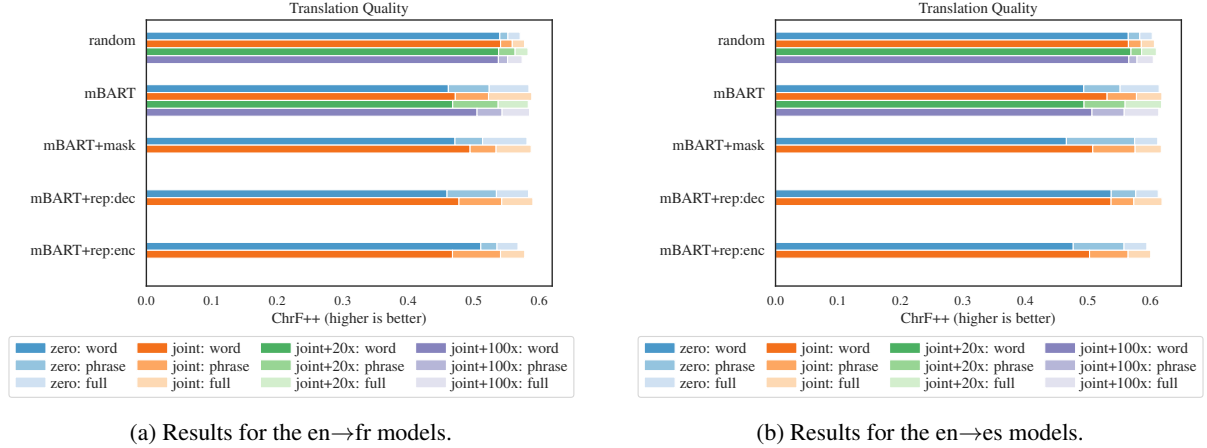 Translation Quality
random
mBART
mBART+mask
mBART+rep:dec
mBART+rep:enc
0.0 0.1 0.2 0.3 0.4 0.5 0.6
ChrF++ (higher is better)
zero: word joint: word joint+20x: word joint+100x: word
zero: phrase joint: phrase joint+20x: phrase joint+100x: phrase
zero: full joint: full joint+20x: full joint+100x: full
(a) Results for the en→fr models.
Translation Quality
random
mBART
mBART+mask
mBART+rep:dec
mBART+rep:enc
0.0 0.1 0.2 0.3 0.4 0.5 0.6
ChrF++ (higher is better)
zero: word joint: word joint+20x: word joint+100x: word
zero: phrase joint: phrase joint+20x: phrase joint+100x: phrase
zero: full joint: full joint+20x: full joint+100x: full
(b) Results for the en→es models.